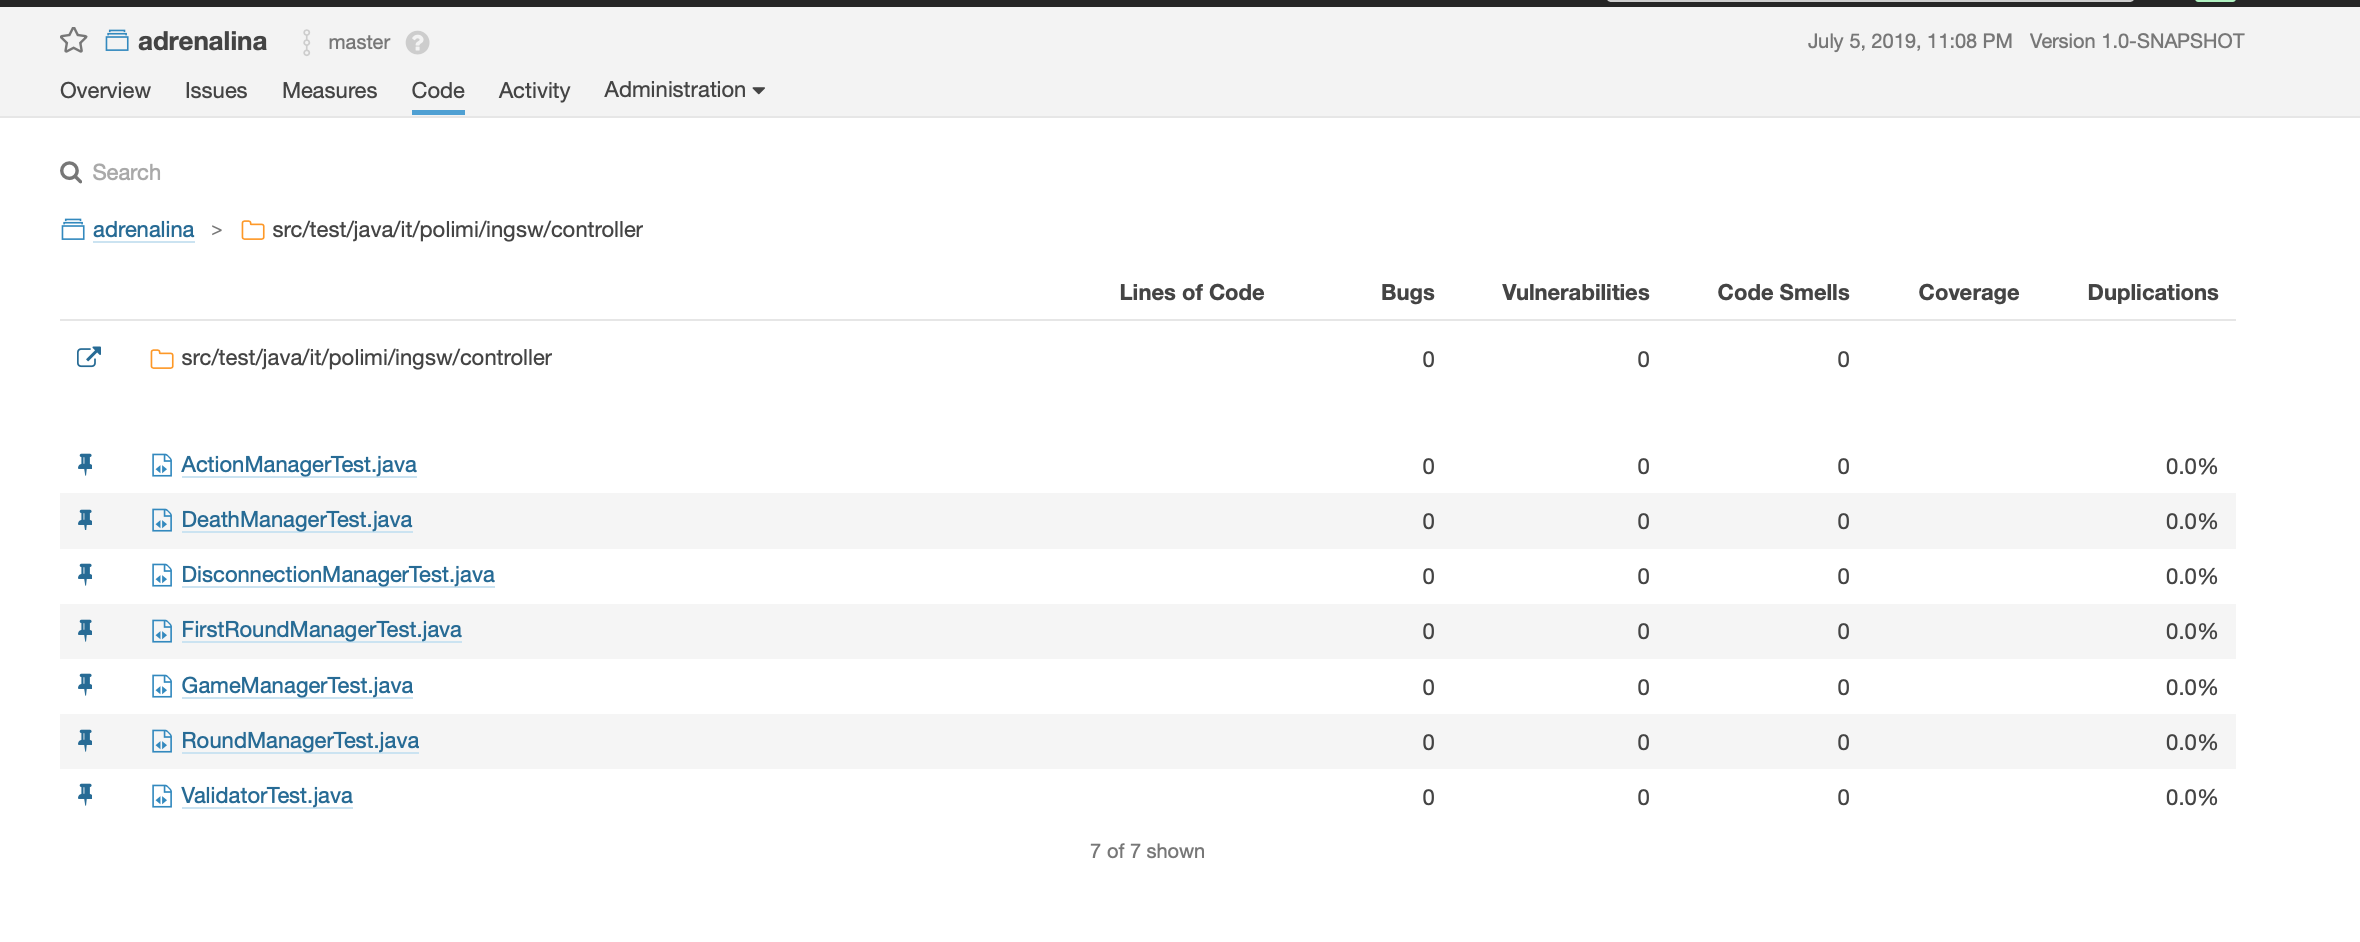 adrenalina master ? July 5, 2019, 11:08 PM Version 1.0-SNAPSHOT
Overview Issues Measures Code Activity Administration
Search
adrenalina > src/test/java/it/polimi/ingsw/controller
Lines of Code Bugs Vulnerabilities Code Smells Coverage Duplications
src/test/java/it/polimi/ingsw/controller 0 0 0
ActionManagerTest.java 0 0 0 0.0%
DeathManagerTest.java 0 0 0 0.0%
DisconnectionManagerTest.java 0 0 0 0.0%
FirstRoundManagerTest.java 0 0 0 0.0%
GameManagerTest.java 0 0 0 0.0%
RoundManagerTest.java 0 0 0 0.0%
ValidatorTest.java 0 0 0 0.0%
7 of 7 shown